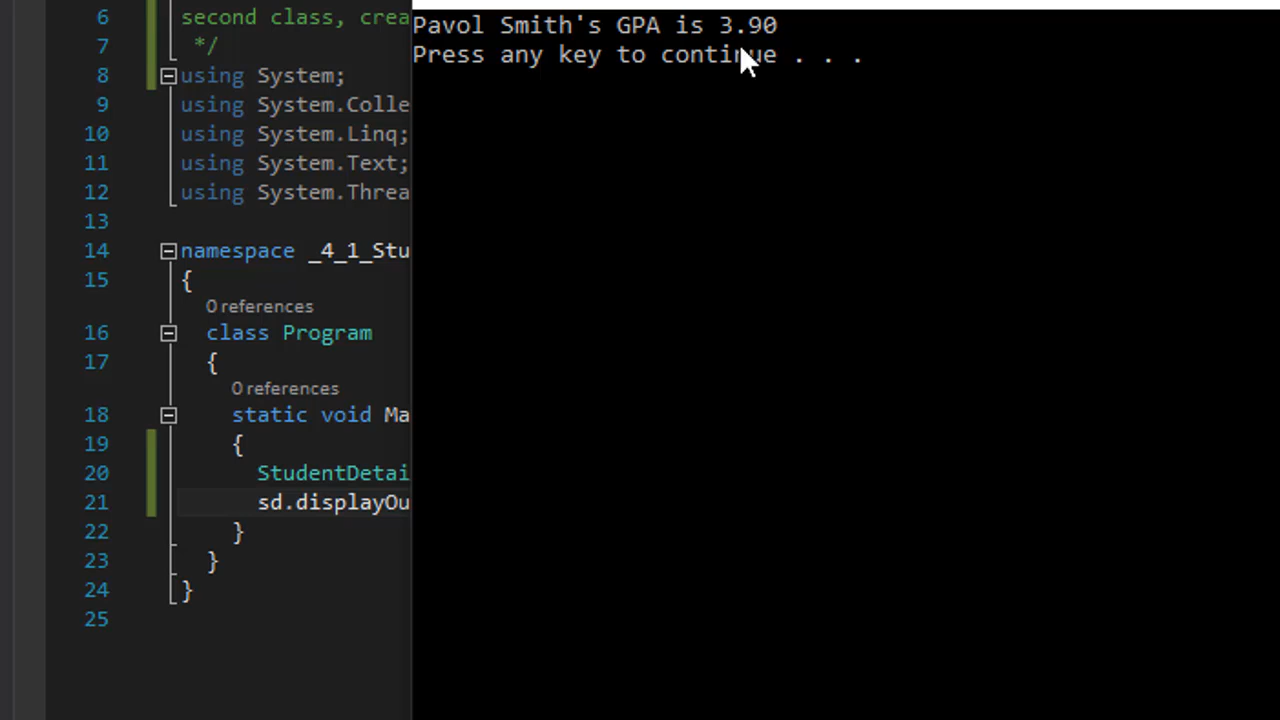 6 second class, crea
7 */
8 using System;
9 using System.Colle
10 using System.Linq;
11 using System.Text;
12 using System.Threa
13
14 namespace _4_1_Stu
15 {
0 references
16 class Program
17 {
0 references
18 static void Ma
19 {
20 StudentDetai
21 sd.displayOu
22 }
23 }
24 }
25
Pavol Smith's GPA is 3.90
Press any key to continue . . .